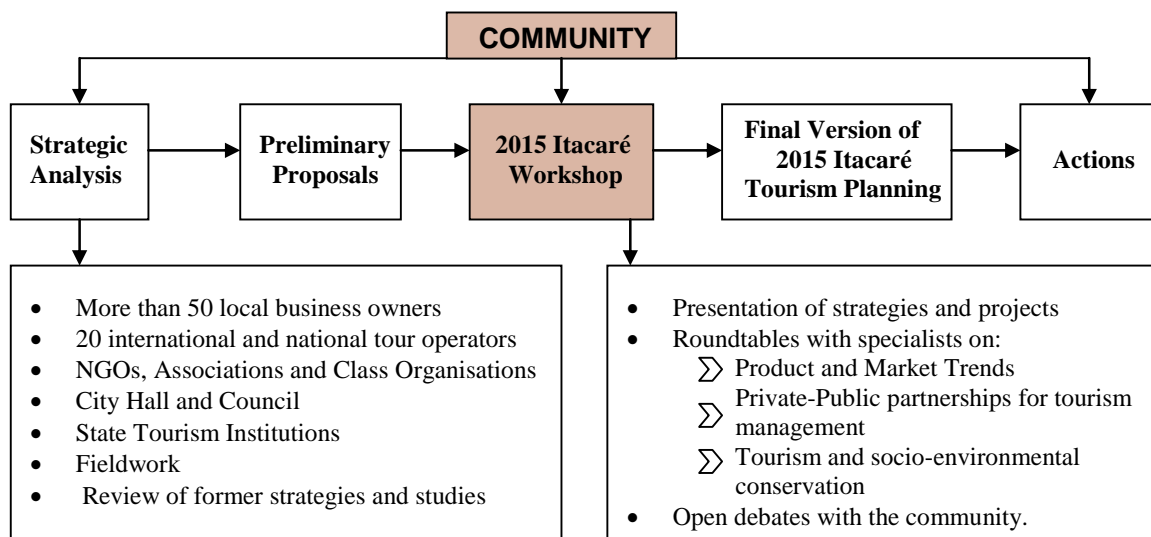 COMMUNITY
Strategic
Analysis
Preliminary
Proposals
2015 Itacaré
Workshop
Final Version of
2015 Itacaré
Tourism Planning
Actions
• More than 50 local business owners
• 20 international and national tour operators
• NGOs, Associations and Class Organisations
• City Hall and Council
• State Tourism Institutions
• Fieldwork
• Review of former strategies and studies
• Presentation of strategies and projects
• Roundtables with specialists on:
Product and Market Trends
Private-Public partnerships for tourism
management
Tourism and socio-environmental
conservation
• Open debates with the community.